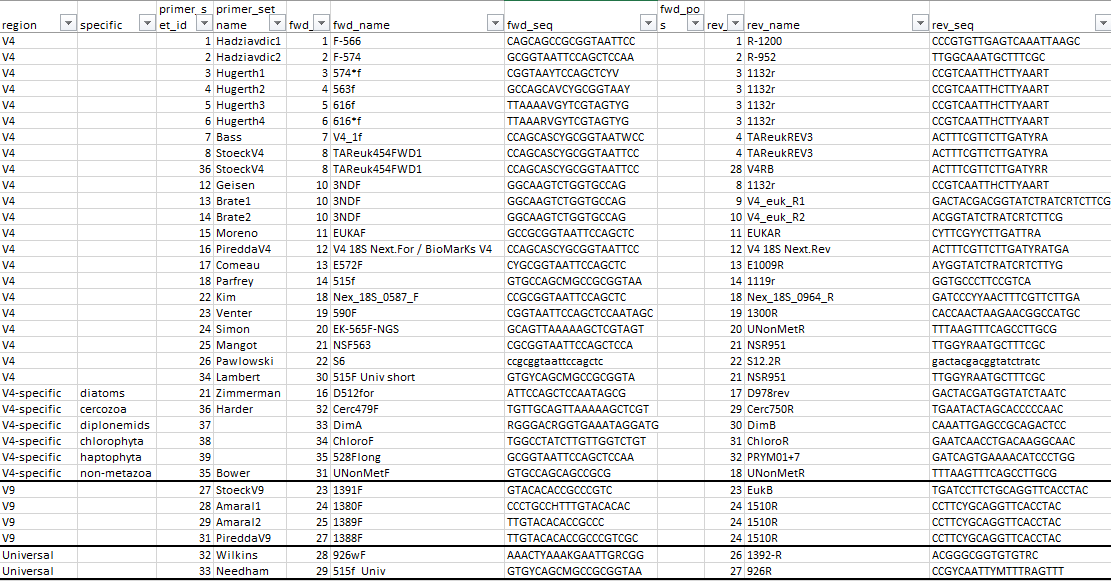 region specific primer_set_id primer_set name fwd_ fwd_name fwd_seq fwd_pos rev_ rev_name rev_seq
V4 1 Hadziavdic1 1 F-566 CAGCAGCCGCGGTAATTCC 1 R-1200 CCCGTGTTGAGTCAAATTAAGC
V4 2 Hadziavdic2 2 F-574 GCGGTAATTCCAGCTCCAA 2 R-952 TTGGCAAATGCTTTCGC
V4 3 Hugerth1 3 574*f CGGTAAYTCCAGCTCYV 3 1132r CCGTCAATTHCTTYAART
V4 4 Hugerth2 4 563f GCCAGCAVCYGCGGTAAY 3 1132r CCGTCAATTHCTTYAART
V4 5 Hugerth3 5 616f TTAAAAVGYTCGTAGTYG 3 1132r CCGTCAATTHCTTYAART
V4 6 Hugerth4 6 616*f TTAAARVGYTCGTAGTYG 3 1132r CCGTCAATTHCTTYAART
V4 7 Bass 7 V4_1f CCAGCASCYGCGGTAATWCC 4 TAReukREV3 ACTTTCGTTCTTGATYRA
V4 8 StoeckV4 8 TAReuk454FWD1 CCAGCASCYGCGGTAATTCC 4 TAReukREV3 ACTTTCGTTCTTGATYRA
V4 36 StoeckV4 8 TAReuk454FWD1 CCAGCASCYGCGGTAATTCC 28 V4RB ACTTTCGTTCTTGATYRR
V4 12 Geisen 10 3NDF GGCAAGTCTGGTGCCAG 8 1132r CCGTCAATTHCTTYAART
V4 13 Brate1 10 3NDF GGCAAGTCTGGTGCCAG 9 V4_euk_R1 GACTACGACGGTATCTRATCRTCTTCG
V4 14 Brate2 10 3NDF GGCAAGTCTGGTGCCAG 10 V4_euk_R2 ACGGTATCTRATCRTCTTCG
V4 15 Moreno 11 EUKAF GCCGCGGTAATTCCAGCTC 11 EUKAR CYTTCGYYCTTGATTRA
V4 16 PireddaV4 12 V4 18S Next.For / BioMarKs V4 CCAGCASCYGCGGTAATTCC 12 V4 18S Next.Rev ACTTTCGTTCTTGATYRATGA
V4 17 Comeau 13 E572F CYGCGGTAATTCCAGCTC 13 E1009R AYGGTATCTRATCRTCTTYG
V4 18 Parfrey 14 515f GTGCCAGCMGCCGCGGTAA 14 1119r GGTGCCCTTCCGTCA
V4 22 Kim 18 Nex_18S_0587_F CCGCGGTAATTCCAGCTC 18 Nex_18S_0964_R GATCCCYYAACTTTCGTTCTTGA
V4 23 Venter 19 590F CGGTAATTCCAGCTCCAATAGC 19 1300R CACCAACTAAGAACGGCCATGC
V4 24 Simon 20 EK-565F-NGS GCAGTTAAAAAGCTCGTAGT 20 UNonMetR TTTAAGTTTCAGCCTTGCG
V4 25 Mangot 21 NSF563 CGCGGTAATTCCAGCTCCA 21 NSR951 TTGGYRAATGCTTTCGC
V4 26 Pawlowski 22 S6 ccgcggtaattccagctc 22 S12.2R gactacgacggtatctratc
V4 34 Lambert 30 515F Univ short GTGYCAGCMGCCGCGGTA 21 NSR951 TTGGYRAATGCTTTCGC
V4-specific diatoms 21 Zimmerman 16 D512for ATTCCAGCTCCAATAGCG 17 D978rev GACTACGATGGTATCTAATC
V4-specific cercozoa 36 Harder 32 Cerc479F TGTTGCAGTTAAAAAGCTCGT 29 Cerc750R TGAATACTAGCACCCCCAAC
V4-specific diplonemids 37 33 DimA RGGGACRGGTGAAATAGGATG 30 DimB CAAATTGAGCCGCAGACTCC
V4-specific chlorophyta 38 34 ChloroF TGGCCTATCTTGTTGGTCTGT 31 ChloroR GAATCAACCTGACAAGGCAAC
V4-specific haptophyta 39 35 528Flong GCGGTAATTCCAGCTCCAA 32 PRYM01+7 GATCAGTGAAAACATCCCTGG
V4-specific non-metazoa 35 Bower 31 UNonMetF GTGCCAGCAGCCGCG 18 UNonMetR TTTAAGTTTCAGCCTTGCG
V9 27 StoeckV9 23 1391F GTACACACCGCCCGTC 23 EukB TGATCCTTCTGCAGGTTCACCTAC
V9 28 Amaral1 24 1380F CCCTGCCHTTTGTACACAC 24 1510R CCTTCYGCAGGTTCACCTAC
V9 29 Amaral2 25 1389F TTGTACACACCGCCC 24 1510R CCTTCYGCAGGTTCACCTAC
V9 31 PireddaV9 27 1388F TTGTACACACCGCCCGTCGC 24 1510R CCTTCYGCAGGTTCACCTAC
Universal 32 Wilkins 28 926wF AAACTYAAAKGAATTGRCGG 26 1392-R ACGGGCGGTGTGTRC
Universal 33 Needham 29 515f Univ GTGYCAGCMGCCGCGGTAA 27 926R CCGYCAATTYMTTTRAGTTT